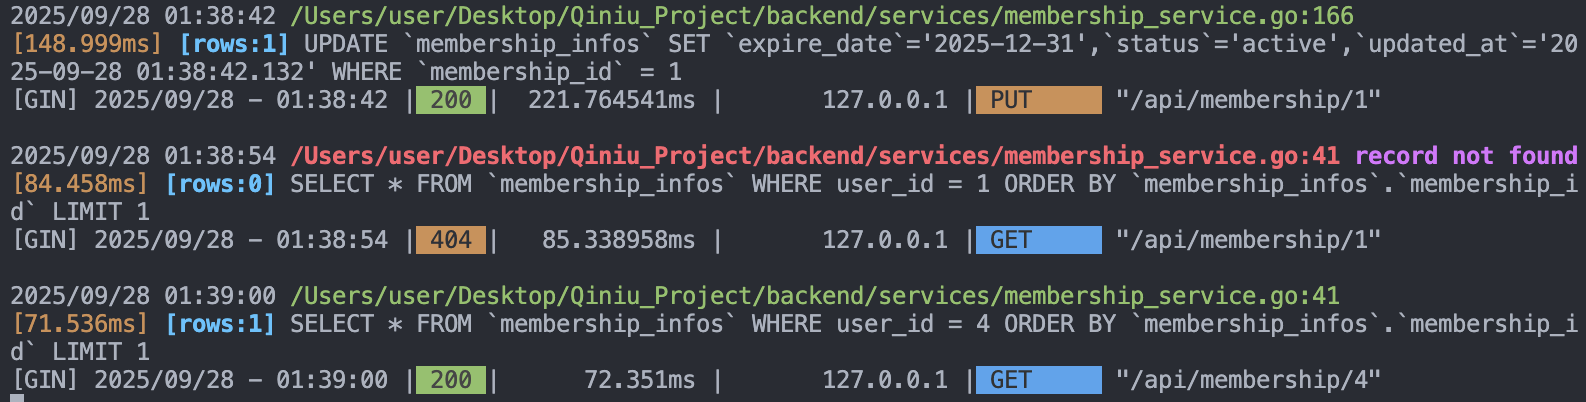 2025/09/28 01:38:42 /Users/user/Desktop/Qiniu_Project/backend/services/membership_service.go:166
[148.999ms] [rows:1] UPDATE `membership_infos` SET `expire_date`='2025-12-31',`status`='active',`updated_at`='20
25-09-28 01:38:42.132' WHERE `membership_id` = 1
[GIN] 2025/09/28 - 01:38:42 | 200 |  221.764541ms |       127.0.0.1 | PUT      "/api/membership/1"

2025/09/28 01:38:54 /Users/user/Desktop/Qiniu_Project/backend/services/membership_service.go:41 record not found
[84.458ms] [rows:0] SELECT * FROM `membership_infos` WHERE user_id = 1 ORDER BY `membership_infos`.`membership_i
d` LIMIT 1
[GIN] 2025/09/28 - 01:38:54 | 404 |   85.338958ms |       127.0.0.1 | GET      "/api/membership/1"

2025/09/28 01:39:00 /Users/user/Desktop/Qiniu_Project/backend/services/membership_service.go:41
[71.536ms] [rows:1] SELECT * FROM `membership_infos` WHERE user_id = 4 ORDER BY `membership_infos`.`membership_i
d` LIMIT 1
[GIN] 2025/09/28 - 01:39:00 | 200 |      72.351ms |       127.0.0.1 | GET      "/api/membership/4"